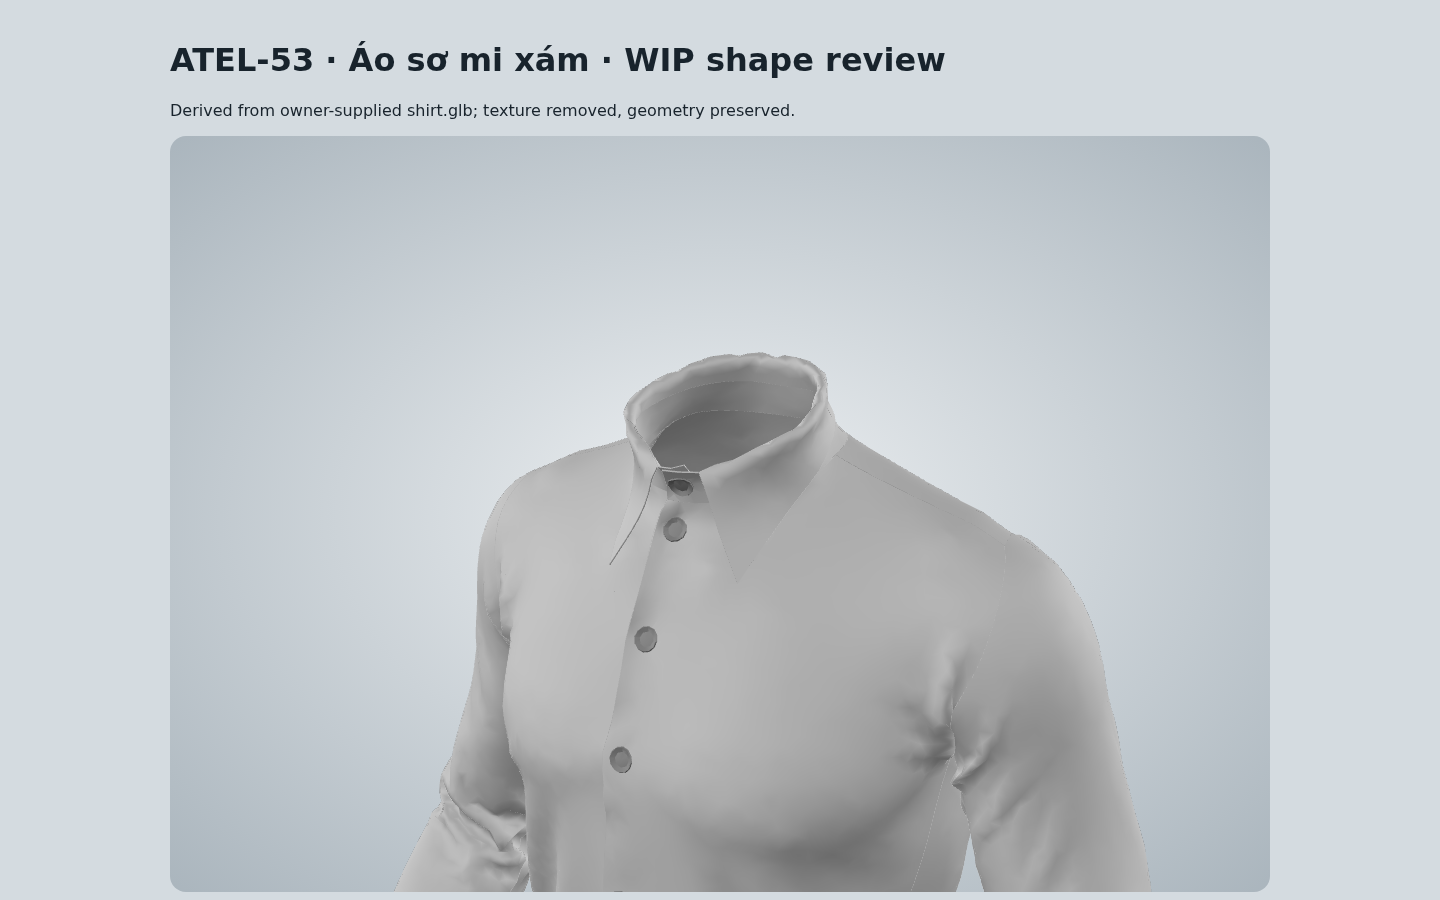 ATEL-53 · Áo sơ mi xám · WIP shape review
Derived from owner-supplied shirt.glb; texture removed, geometry preserved.